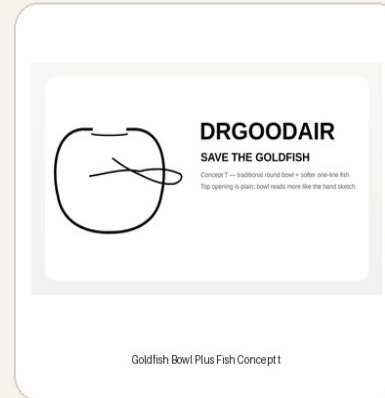 DRGOODAIR
SAVE THE GOLDFISH
Concept T — traditional round bowl + softer one-line fish
Top opening is plain; bowl reads more like the hand sketch.
Goldfish Bowl Plus Fish Concept t